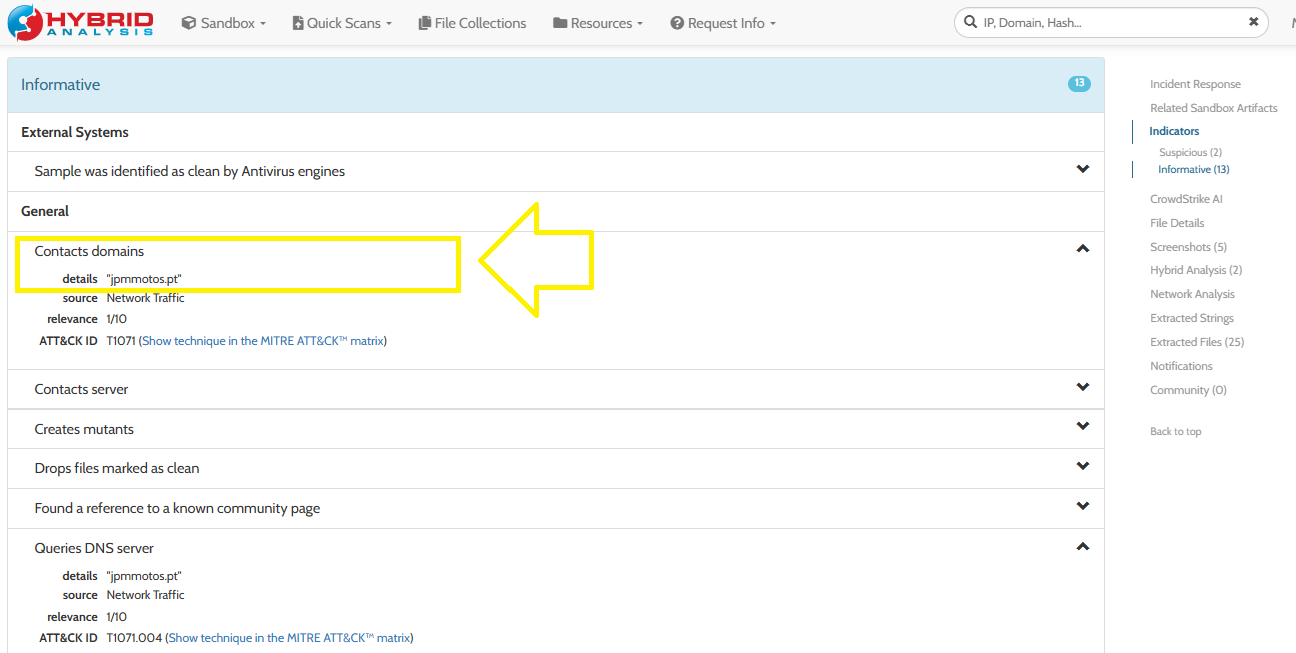 HYBRID
ANALYSIS
Sandbox
Quick Scans
File Collections
Resources
Request Info
IP, Domain, Hash...
Informative
13
External Systems
Sample was identified as clean by Antivirus engines
General
Contacts domains
details "jpmmotos.pt"
source Network Traffic
relevance 1/10
ATT&CK ID T1071 (Show technique in the MITRE ATT&CK™ matrix)
Contacts server
Creates mutants
Drops files marked as clean
Found a reference to a known community page
Queries DNS server
details "jpmmotos.pt"
source Network Traffic
relevance 1/10
ATT&CK ID T1071.004 (Show technique in the MITRE ATT&CK™ matrix)
Incident Response
Related Sandbox Artifacts
Indicators
Suspicious (2)
Informative (13)
CrowdStrike AI
File Details
Screenshots (5)
Hybrid Analysis (2)
Network Analysis
Extracted Strings
Extracted Files (25)
Notifications
Community (0)
Back to top